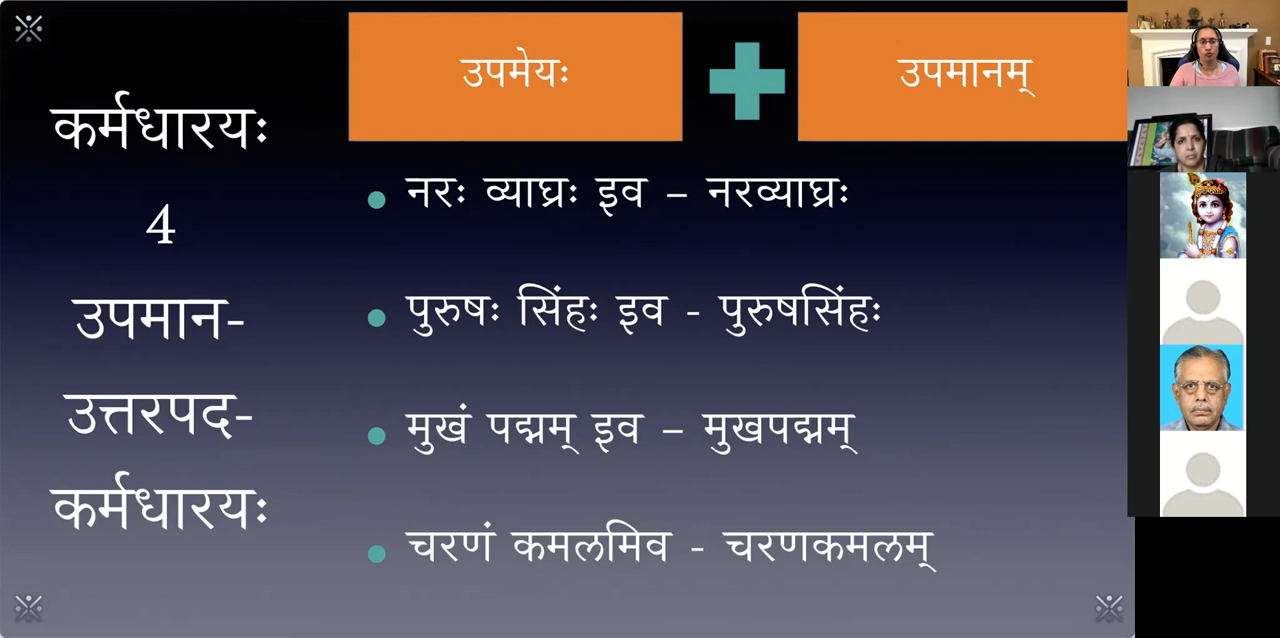 कर्मधारयः
4
उपमान-
उत्तरपद-
कर्मधारयः
उपमेयः
उपमानम्
नरः व्याघ्रः इव – नरव्याघ्रः
पुरुषः सिंहः इव - पुरुषसिंहः
मुखं पद्मम् इव – मुखपद्मम्
चरणं कमलमिव - चरणकमलम्